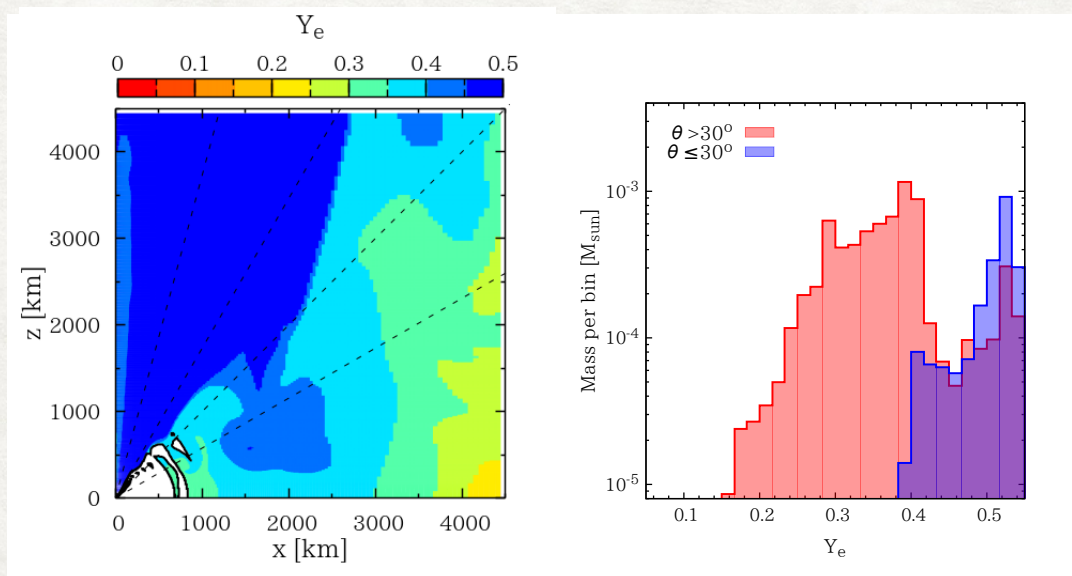 Yₑ
0 0.1 0.2 0.3 0.4 0.5
4000
3000
2000
1000
0
z [km]
0 1000 2000 3000 4000
x [km]
θ >30°
θ ≤30°
10⁻³
10⁻⁴
10⁻⁵
Mass per bin [M_sun]
0.1 0.2 0.3 0.4 0.5
Yₑ